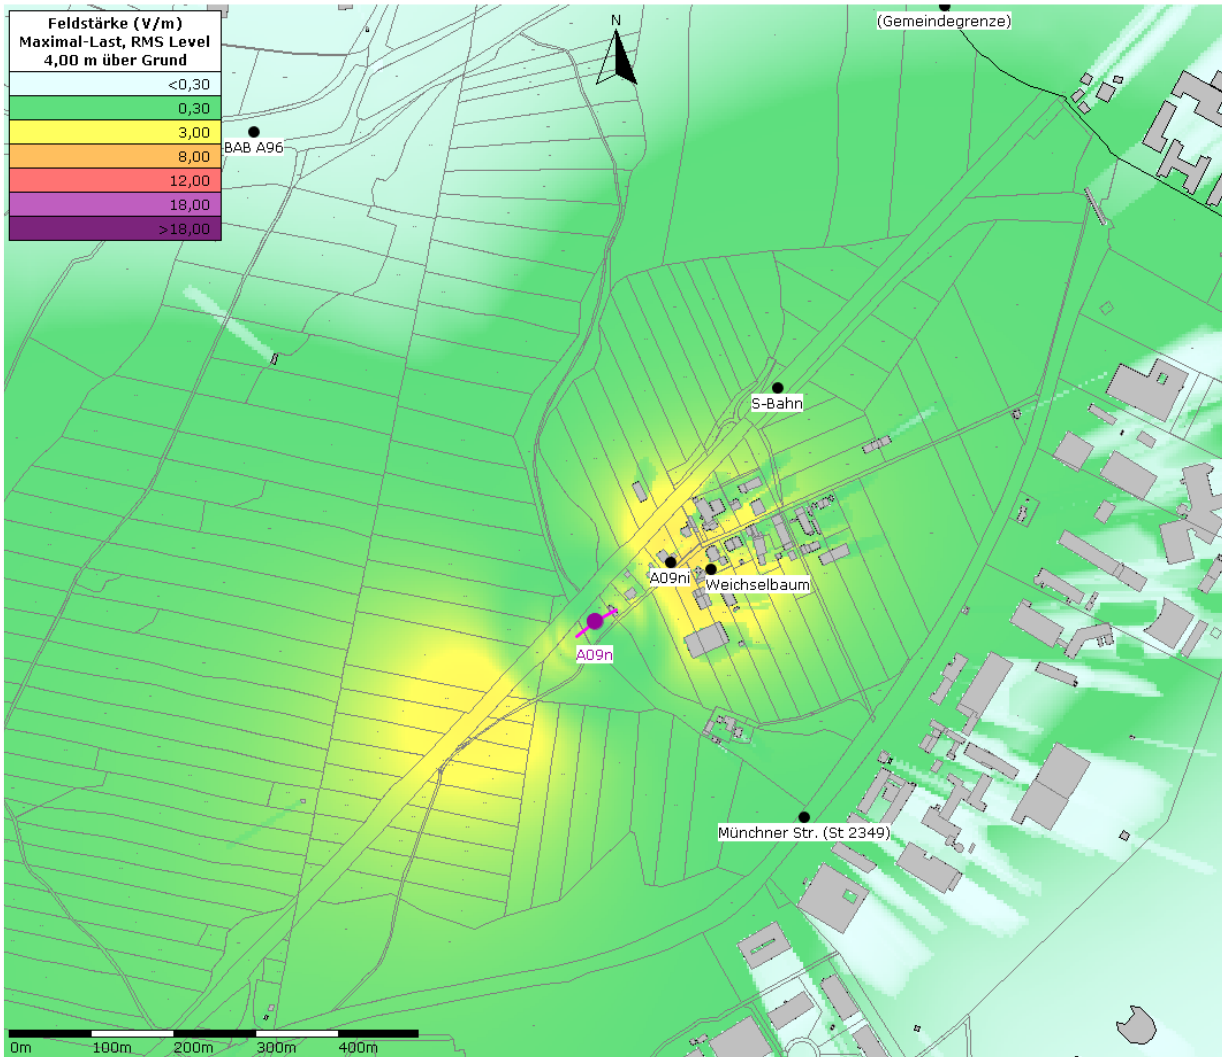 Feldstärke (V/m)
Maximal-Last, RMS Level
4,00 m über Grund
<0,30
0,30
3,00
8,00
12,00
18,00
>18,00
N
(Gemeindegrenze)
BAB A96
S-Bahn
A09ni
Weichselbaum
A09n
Münchner Str. (St 2349)
0m 100m 200m 300m 400m